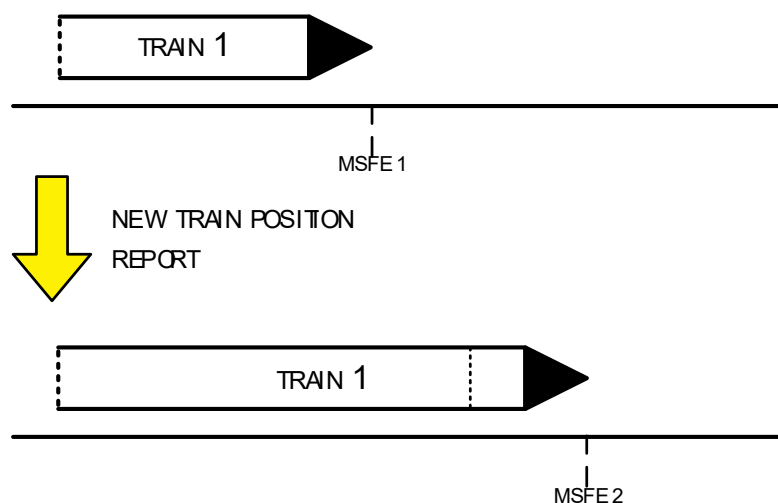 TRAIN 1
MSFE 1
NEW TRAIN POSITION
REPORT
TRAIN 1
MSFE 2